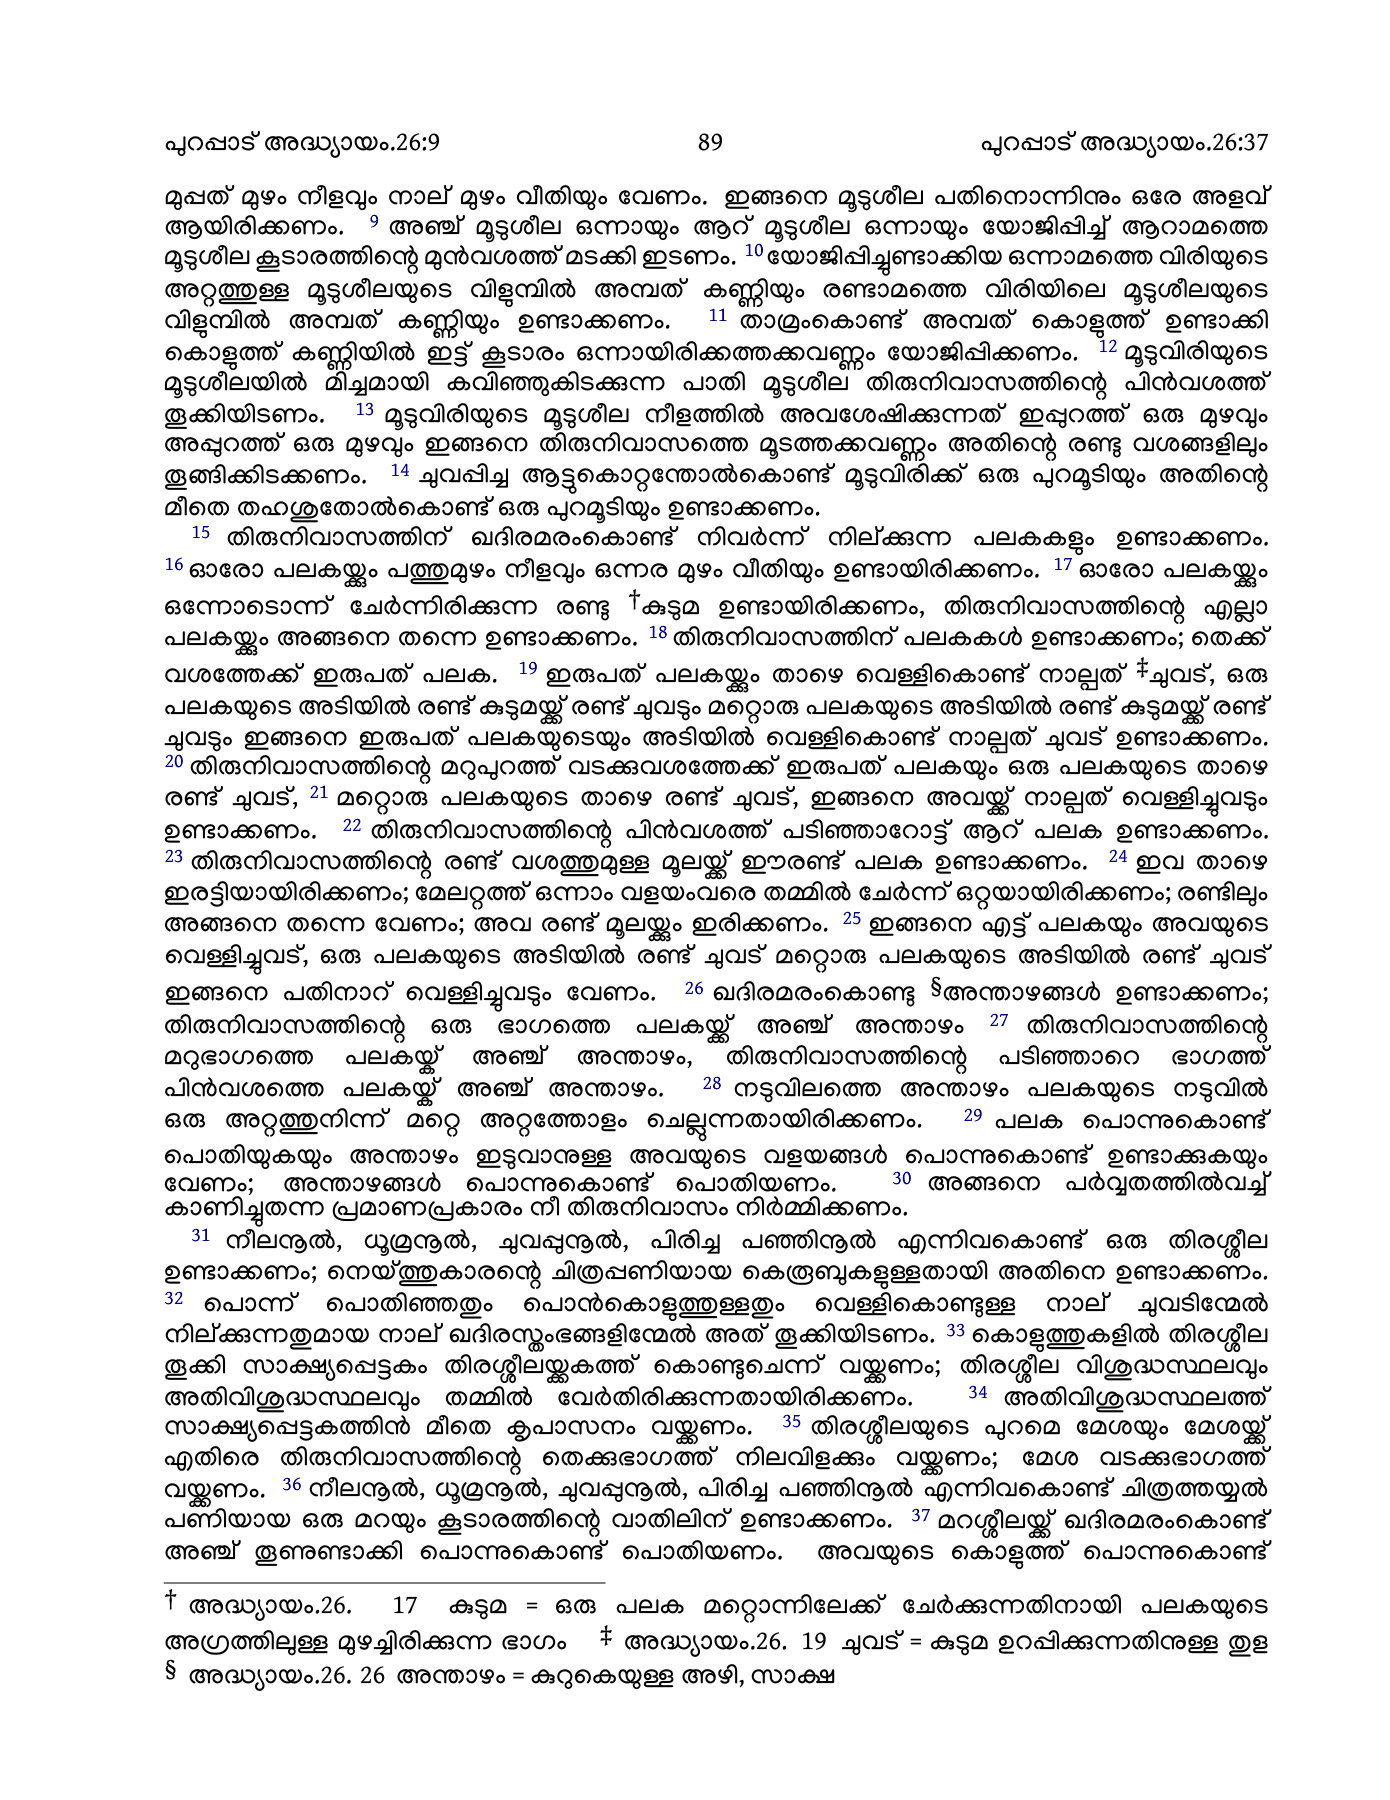 പുറപ്പാട് അദ്ധ്യായം.26:9 89 പുറപ്പാട് അദ്ധ്യായം.26:37
മുപ്പത് മുഴം നീളവും നാല് മുഴം വീതിയും വേണം. ഇങ്ങനെ മൂടുശീല പതിനൊന്നിനും ഒരേ അളവ്
ആയിരിക്കണം. 9 അഞ്ച് മൂടുശീല ഒന്നായും ആറ് മൂടുശീല ഒന്നായും യോജിപ്പിച്ച് ആറാമത്തെ
മൂടുശീല കൂടാരത്തിന്റെ മുൻവശത്ത് മടക്കി ഇടണം. 10 യോജിപ്പിച്ചുണ്ടാക്കിയ ഒന്നാമത്തെ വിരിയുടെ
അറ്റത്തുള്ള മൂടുശീലയുടെ വിളുമ്പിൽ അമ്പത് കണ്ണിയും രണ്ടാമത്തെ വിരിയിലെ മൂടുശീലയുടെ
വിളുമ്പിൽ അമ്പത് കണ്ണിയും ഉണ്ടാക്കണം. 11 താമ്രംകൊണ്ട് അമ്പത് കൊളുത്ത് ഉണ്ടാക്കി
കൊളുത്ത് കണ്ണിയിൽ ഇട്ട് കൂടാരം ഒന്നായിരിക്കത്തക്കവണ്ണം യോജിപ്പിക്കണം. 12 മൂടുവിരിയുടെ
മൂടുശീലയിൽ മിച്ചമായി കവിഞ്ഞുകിടക്കുന്ന പാതി മൂടുശീല തിരുനിവാസത്തിന്റെ പിൻവശത്ത്
തൂക്കിയിടണം. 13 മൂടുവിരിയുടെ മൂടുശീല നീളത്തിൽ അവശേഷിക്കുന്നത് ഇപ്പുറത്ത് ഒരു മുഴവും
അപ്പുറത്ത് ഒരു മുഴവും ഇങ്ങനെ തിരുനിവാസത്തെ മൂടത്തക്കവണ്ണം അതിന്റെ രണ്ടു വശങ്ങളിലും
തൂങ്ങിക്കിടക്കണം. 14 ചുവപ്പിച്ച ആട്ടുകൊറ്റന്തോൽകൊണ്ട് മൂടുവിരിക്ക് ഒരു പുറമൂടിയും അതിന്റെ
മീതെ തഹശുതോൽകൊണ്ട് ഒരു പുറമൂടിയും ഉണ്ടാക്കണം.
15 തിരുനിവാസത്തിന് ഖദിരമരംകൊണ്ട് നിവർന്ന് നില്ക്കുന്ന പലകകളും ഉണ്ടാക്കണം.
16 ഓരോ പലകയ്ക്കും പത്തുമുഴം നീളവും ഒന്നര മുഴം വീതിയും ഉണ്ടായിരിക്കണം. 17 ഓരോ പലകയ്ക്കും
ഒന്നോടൊന്ന് ചേർന്നിരിക്കുന്ന രണ്ടു †കുടുമ ഉണ്ടായിരിക്കണം, തിരുനിവാസത്തിന്റെ എല്ലാ
പലകയ്ക്കും അങ്ങനെ തന്നെ ഉണ്ടാക്കണം. 18 തിരുനിവാസത്തിന് പലകകൾ ഉണ്ടാക്കണം; തെക്ക്
വശത്തേക്ക് ഇരുപത് പലക. 19 ഇരുപത് പലകയ്ക്കും താഴെ വെള്ളികൊണ്ട് നാല്പത് ‡ചുവട്, ഒരു
പലകയുടെ അടിയിൽ രണ്ട് കുടുമയ്ക്ക് രണ്ട് ചുവടും മറ്റൊരു പലകയുടെ അടിയിൽ രണ്ട് കുടുമയ്ക്ക് രണ്ട്
ചുവടും ഇങ്ങനെ ഇരുപത് പലകയുടെയും അടിയിൽ വെള്ളികൊണ്ട് നാല്പത് ചുവട് ഉണ്ടാക്കണം.
20 തിരുനിവാസത്തിന്റെ മറുപുറത്ത് വടക്കുവശത്തേക്ക് ഇരുപത് പലകയും ഒരു പലകയുടെ താഴെ
രണ്ട് ചുവട്, 21 മറ്റൊരു പലകയുടെ താഴെ രണ്ട് ചുവട്, ഇങ്ങനെ അവയ്ക്ക് നാല്പത് വെള്ളിച്ചുവടും
ഉണ്ടാക്കണം. 22 തിരുനിവാസത്തിന്റെ പിൻവശത്ത് പടിഞ്ഞാറോട്ട് ആറ് പലക ഉണ്ടാക്കണം.
23 തിരുനിവാസത്തിന്റെ രണ്ട് വശത്തുമുള്ള മൂലയ്ക്ക് ഈരണ്ട് പലക ഉണ്ടാക്കണം. 24 ഇവ താഴെ
ഇരട്ടിയായിരിക്കണം; മേലറ്റത്ത് ഒന്നാം വളയംവരെ തമ്മിൽ ചേർന്ന് ഒറ്റയായിരിക്കണം; രണ്ടിലും
അങ്ങനെ തന്നെ വേണം; അവ രണ്ട് മൂലയ്ക്കും ഇരിക്കണം. 25 ഇങ്ങനെ എട്ട് പലകയും അവയുടെ
വെള്ളിച്ചുവട്, ഒരു പലകയുടെ അടിയിൽ രണ്ട് ചുവട് മറ്റൊരു പലകയുടെ അടിയിൽ രണ്ട് ചുവട്
ഇങ്ങനെ പതിനാറ് വെള്ളിച്ചുവടും വേണം. 26 ഖദിരമരംകൊണ്ടു §അന്താഴങ്ങൾ ഉണ്ടാക്കണം;
തിരുനിവാസത്തിന്റെ ഒരു ഭാഗത്തെ പലകയ്ക്ക് അഞ്ച് അന്താഴം 27 തിരുനിവാസത്തിന്റെ
മറുഭാഗത്തെ പലകയ്ക്ക് അഞ്ച് അന്താഴം, തിരുനിവാസത്തിന്റെ പടിഞ്ഞാറെ ഭാഗത്ത്
പിൻവശത്തെ പലകയ്ക്ക് അഞ്ച് അന്താഴം. 28 നടുവിലത്തെ അന്താഴം പലകയുടെ നടുവിൽ
ഒരു അറ്റത്തുനിന്ന് മറ്റെ അറ്റത്തോളം ചെല്ലുന്നതായിരിക്കണം. 29 പലക പൊന്നുകൊണ്ട്
പൊതിയുകയും അന്താഴം ഇടുവാനുള്ള അവയുടെ വളയങ്ങൾ പൊന്നുകൊണ്ട് ഉണ്ടാക്കുകയും
വേണം; അന്താഴങ്ങൾ പൊന്നുകൊണ്ട് പൊതിയണം. 30 അങ്ങനെ പർവ്വതത്തിൽവച്ച്
കാണിച്ചുതന്ന പ്രമാണപ്രകാരം നീ തിരുനിവാസം നിർമ്മിക്കണം.
31 നീലനൂൽ, ധൂമ്രനൂൽ, ചുവപ്പുനൂൽ, പിരിച്ച പഞ്ഞിനൂൽ എന്നിവകൊണ്ട് ഒരു തിരശ്ശീല
ഉണ്ടാക്കണം; നെയ്ത്തുകാരന്റെ ചിത്രപ്പണിയായ കെരൂബുകളുള്ളതായി അതിനെ ഉണ്ടാക്കണം.
32 പൊന്ന് പൊതിഞ്ഞതും പൊൻകൊളുത്തുള്ളതും വെള്ളികൊണ്ടുള്ള നാല് ചുവടിന്മേൽ
നില്ക്കുന്നതുമായ നാല് ഖദിരസ്തംഭങ്ങളിന്മേൽ അത് തൂക്കിയിടണം. 33 കൊളുത്തുകളിൽ തിരശ്ശീല
തൂക്കി സാക്ഷ്യപ്പെട്ടകം തിരശ്ശീലയ്ക്കകത്ത് കൊണ്ടുചെന്ന് വയ്ക്കണം; തിരശ്ശീല വിശുദ്ധസ്ഥലവും
അതിവിശുദ്ധസ്ഥലവും തമ്മിൽ വേർതിരിക്കുന്നതായിരിക്കണം. 34 അതിവിശുദ്ധസ്ഥലത്ത്
സാക്ഷ്യപ്പെട്ടകത്തിൻ മീതെ കൃപാസനം വയ്ക്കണം. 35 തിരശ്ശീലയുടെ പുറമെ മേശയും മേശയ്ക്ക്
എതിരെ തിരുനിവാസത്തിന്റെ തെക്കുഭാഗത്ത് നിലവിളക്കും വയ്ക്കണം; മേശ വടക്കുഭാഗത്ത്
വയ്ക്കണം. 36 നീലനൂൽ, ധൂമ്രനൂൽ, ചുവപ്പുനൂൽ, പിരിച്ച പഞ്ഞിനൂൽ എന്നിവകൊണ്ട് ചിത്രത്തയ്യൽ
പണിയായ ഒരു മറയും കൂടാരത്തിന്റെ വാതിലിന് ഉണ്ടാക്കണം. 37 മറശ്ശീലയ്ക്ക് ഖദിരമരംകൊണ്ട്
അഞ്ച് തൂണുണ്ടാക്കി പൊന്നുകൊണ്ട് പൊതിയണം. അവയുടെ കൊളുത്ത് പൊന്നുകൊണ്ട്
† അദ്ധ്യായം.26. 17 കുടുമ = ഒരു പലക മറ്റൊന്നിലേക്ക് ചേർക്കുന്നതിനായി പലകയുടെ
അഗ്രത്തിലുള്ള മുഴച്ചിരിക്കുന്ന ഭാഗം ‡ അദ്ധ്യായം.26. 19 ചുവട് = കുടുമ ഉറപ്പിക്കുന്നതിനുള്ള തുള
§ അദ്ധ്യായം.26. 26 അന്താഴം = കുറുകെയുള്ള അഴി, സാക്ഷ